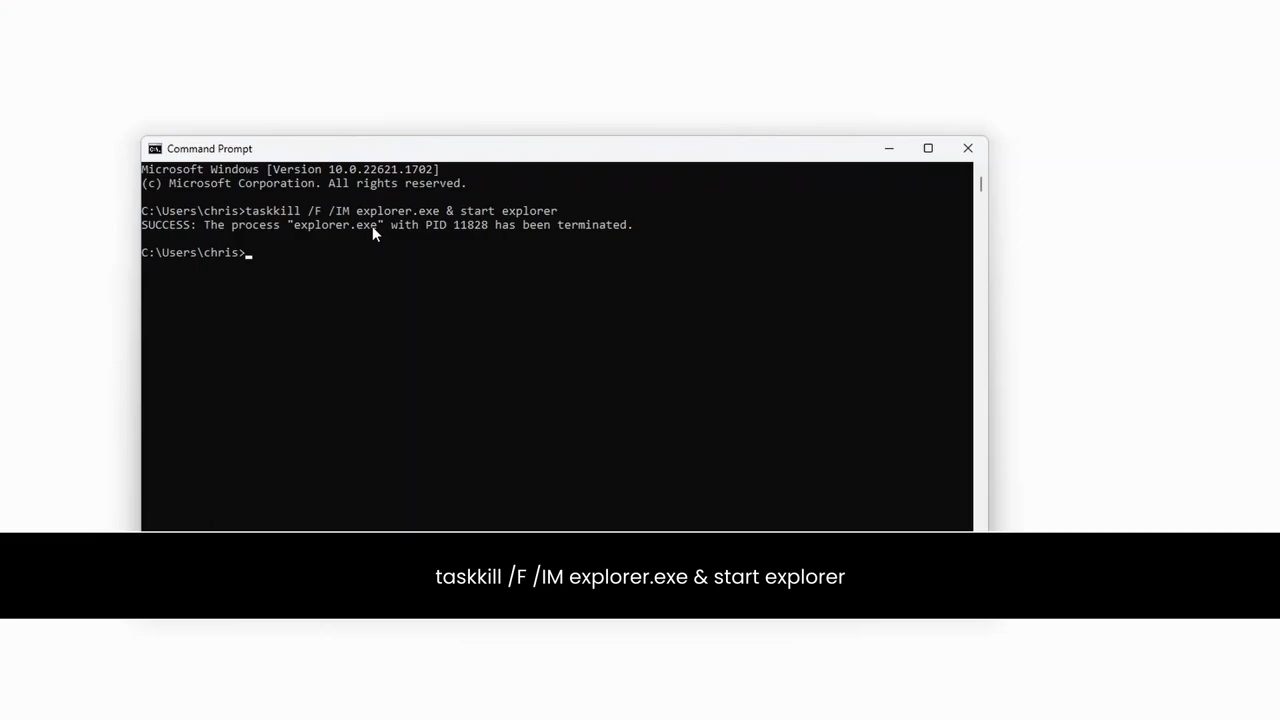 Command Prompt
Microsoft Windows [Version 10.0.22621.1702]
(c) Microsoft Corporation. All rights reserved.
C:\Users\chris>taskkill /F /IM explorer.exe & start explorer
SUCCESS: The process "explorer.exe" with PID 11828 has been terminated.
C:\Users\chris>
taskkill /F /IM explorer.exe & start explorer